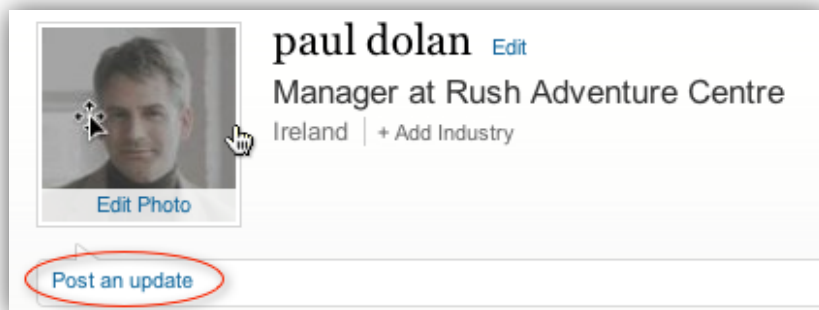 paul dolan Edit
Manager at Rush Adventure Centre
Ireland + Add Industry
Edit Photo
Post an update